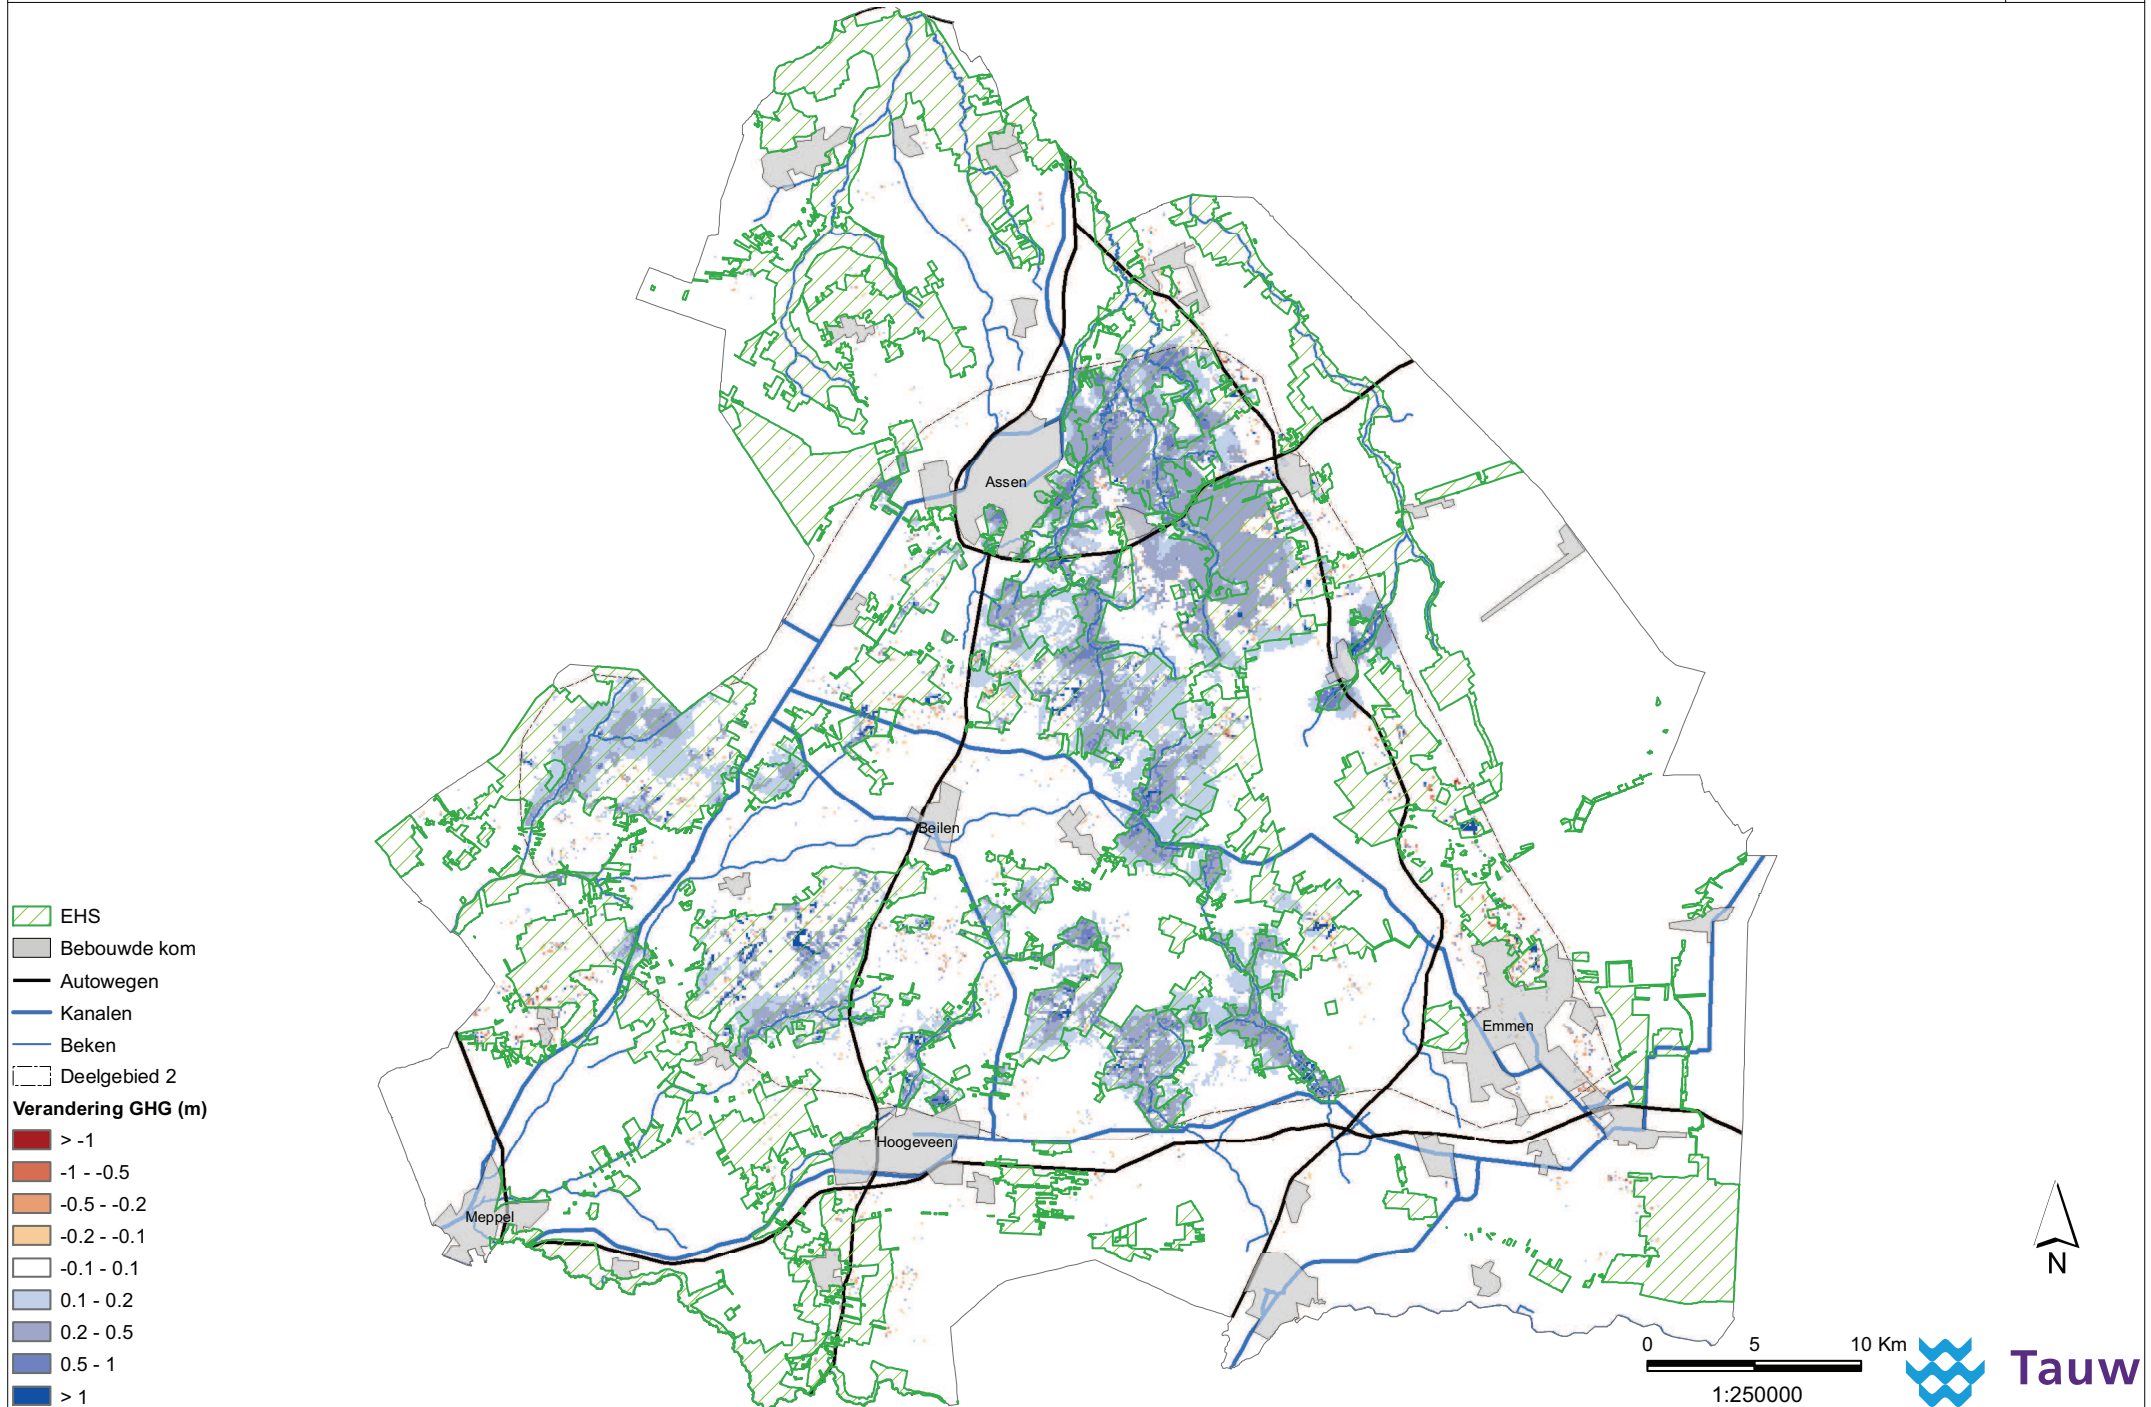 Assen
Beilen
Emmen
Hoogeveen
Meppel
EHS
Bebouwde kom
Autowegen
Kanalen
Beken
Deelgebied 2
Verandering GHG (m)
> -1
-1 - -0.5
-0.5 - -0.2
-0.2 - -0.1
-0.1 - 0.1
0.1 - 0.2
0.2 - 0.5
0.5 - 1
> 1
N
0 5 10 Km
1:250000
Tauw